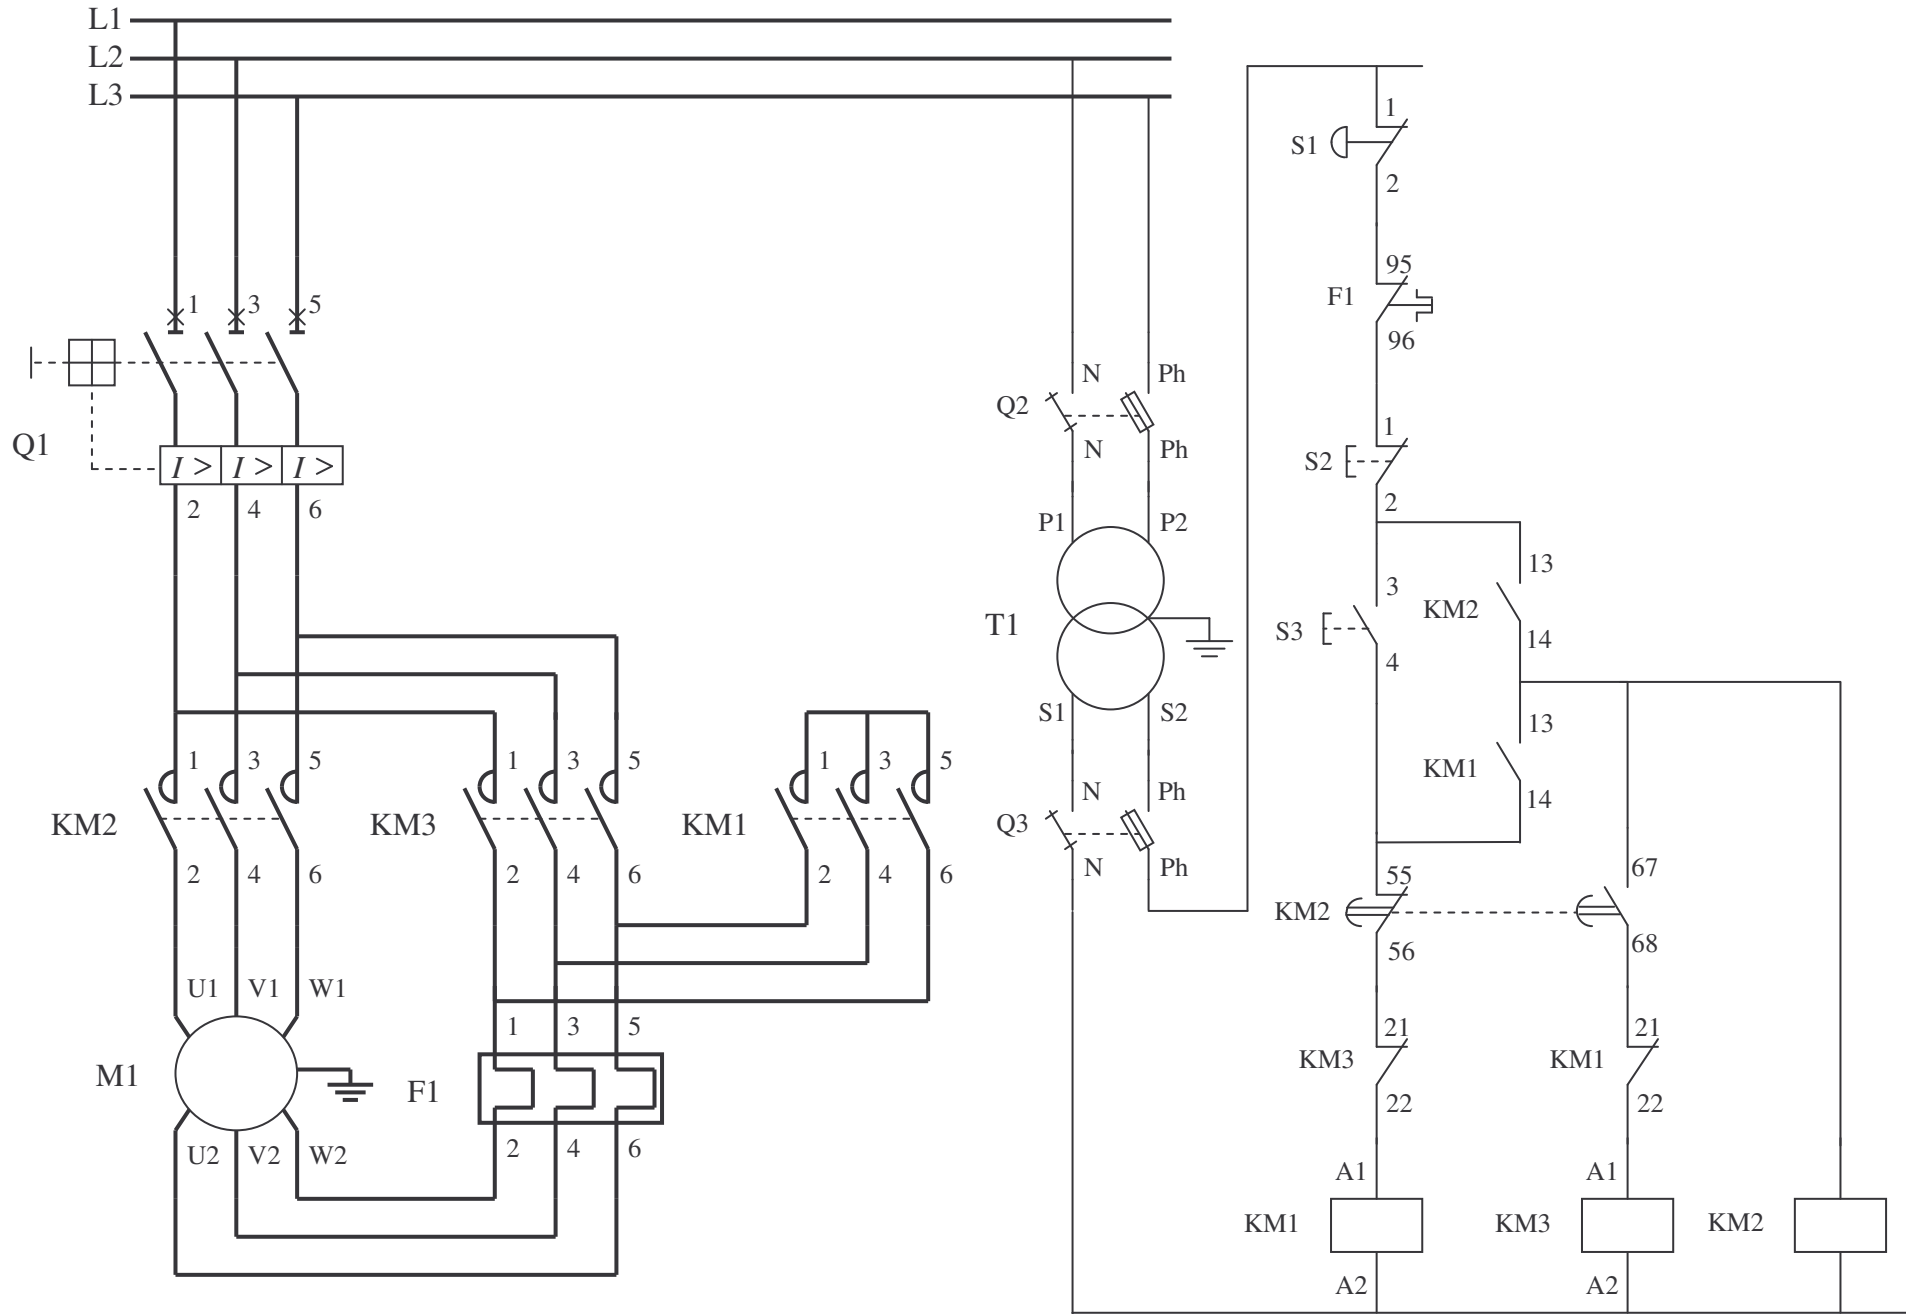 L1
L2
L3
1 3 5
Q1
I > I > I >
2 4 6
1 3 5 1 3 5 1 3 5
KM2 KM3 KM1
2 4 6 2 4 6 2 4 6
U1 V1 W1
1 3 5
M1 F1
U2 V2 W2 2 4 6
N Ph
Q2
N Ph
P1 P2
T1
S1 S2
N Ph
Q3
N Ph
1
S1
2
95
F1
96
1
S2
2
3
S3
4
13
KM2
14
13
KM1
14
55 67
KM2
56 68
21 21
KM3 KM1
22 22
A1 A1
KM1 KM3 KM2
A2 A2